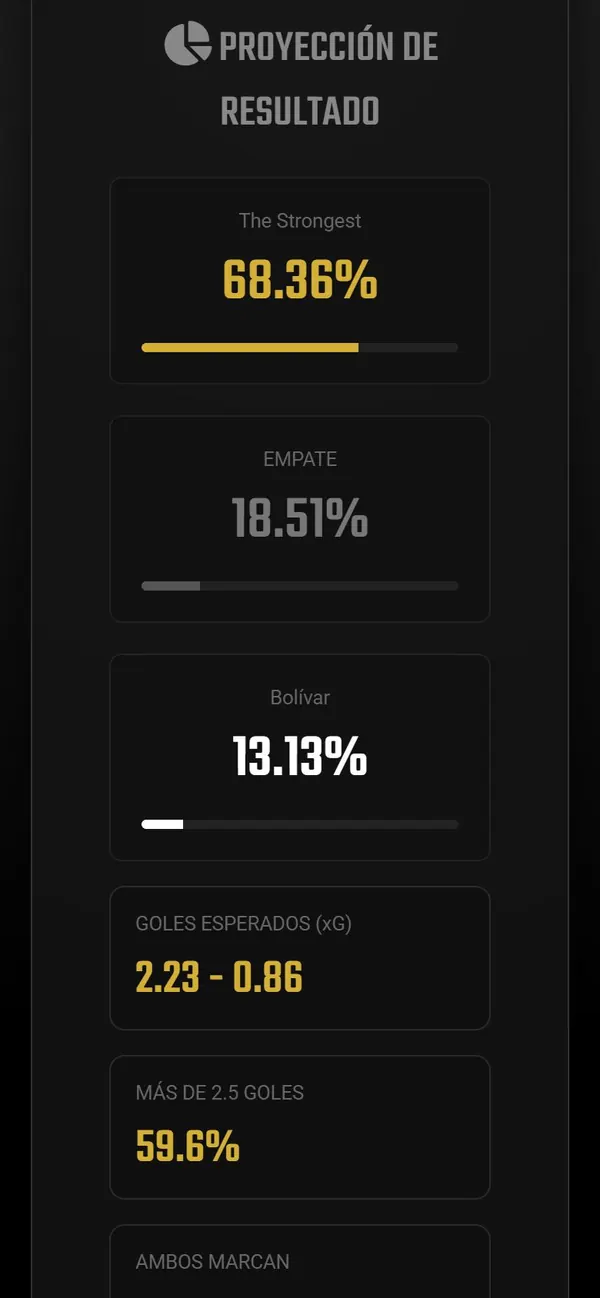 PROYECCIÓN DE
RESULTADO
The Strongest
68.36%
EMPATE
18.51%
Bolívar
13.13%
GOLES ESPERADOS (xG)
2.23 - 0.86
MÁS DE 2.5 GOLES
59.6%
AMBOS MARCAN